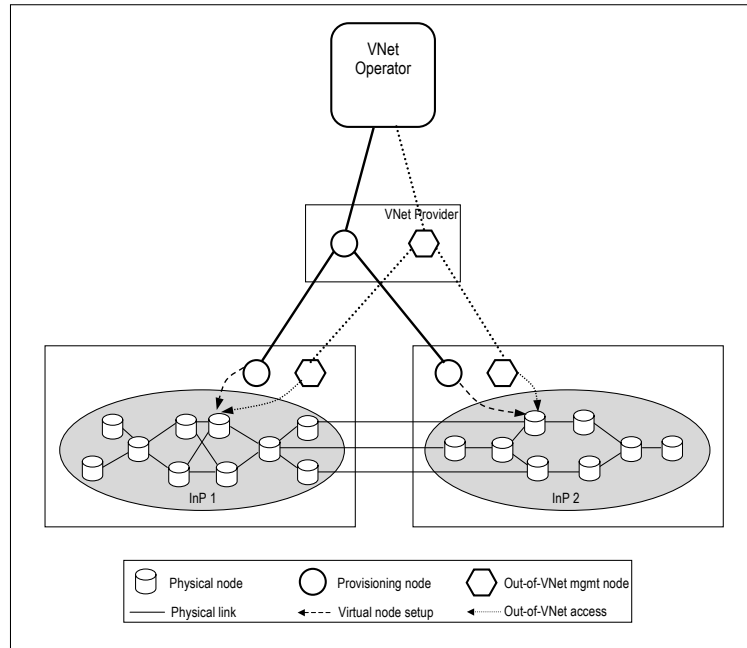 VNet
Operator
VNet Provider
InP 1
InP 2
Physical node
Provisioning node
Out-of-VNet mgmt node
Physical link
Virtual node setup
Out-of-VNet access